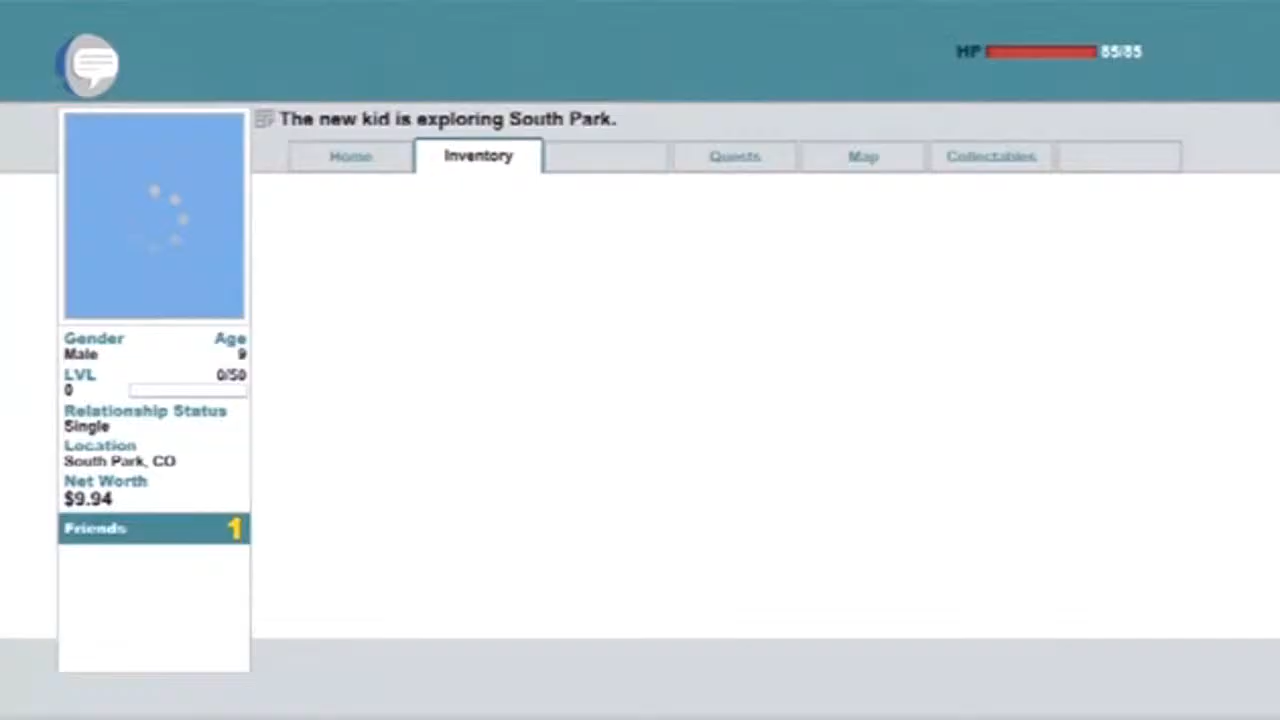 HP 85/85
The new kid is exploring South Park.
Home Inventory Quests Map Collectables
Gender Age
Male 9
LVL 0/50
0
Relationship Status
Single
Location
South Park, CO
Net Worth
$9.94
Friends 1